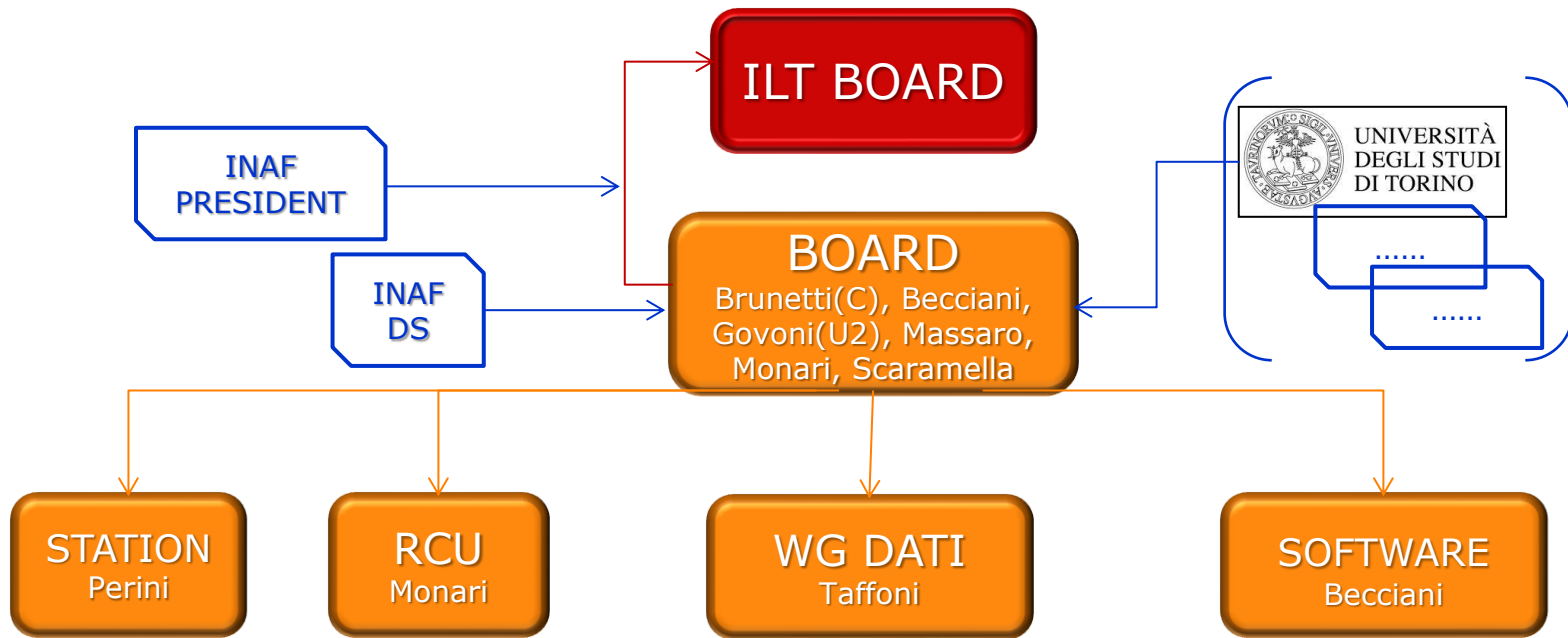 ILT BOARD
INAF
PRESIDENT
SIGILLVM
UNIVERSITÀ
DEGLI STUDI
DI TORINO
......
......
INAF
DS
BOARD
Brunetti(C), Becciani,
Govoni(U2), Massaro,
Monari, Scaramella
STATION
Perini
RCU
Monari
WG DATI
Taffoni
SOFTWARE
Becciani